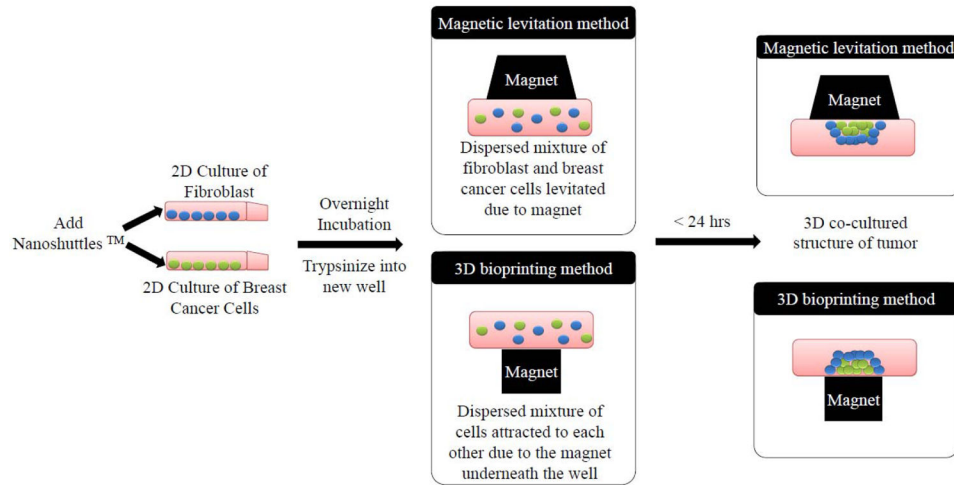 Add
Nanoshuttles TM
2D Culture of
Fibroblast
2D Culture of Breast
Cancer Cells
Overnight
Incubation
Trypsinize into
new well
Magnetic levitation method
Magnet
Dispersed mixture of
fibroblast and breast
cancer cells levitated
due to magnet
3D bioprinting method
Magnet
Dispersed mixture of
cells attracted to each
other due to the magnet
underneath the well
< 24 hrs
Magnetic levitation method
Magnet
3D co-cultured
structure of tumor
3D bioprinting method
Magnet